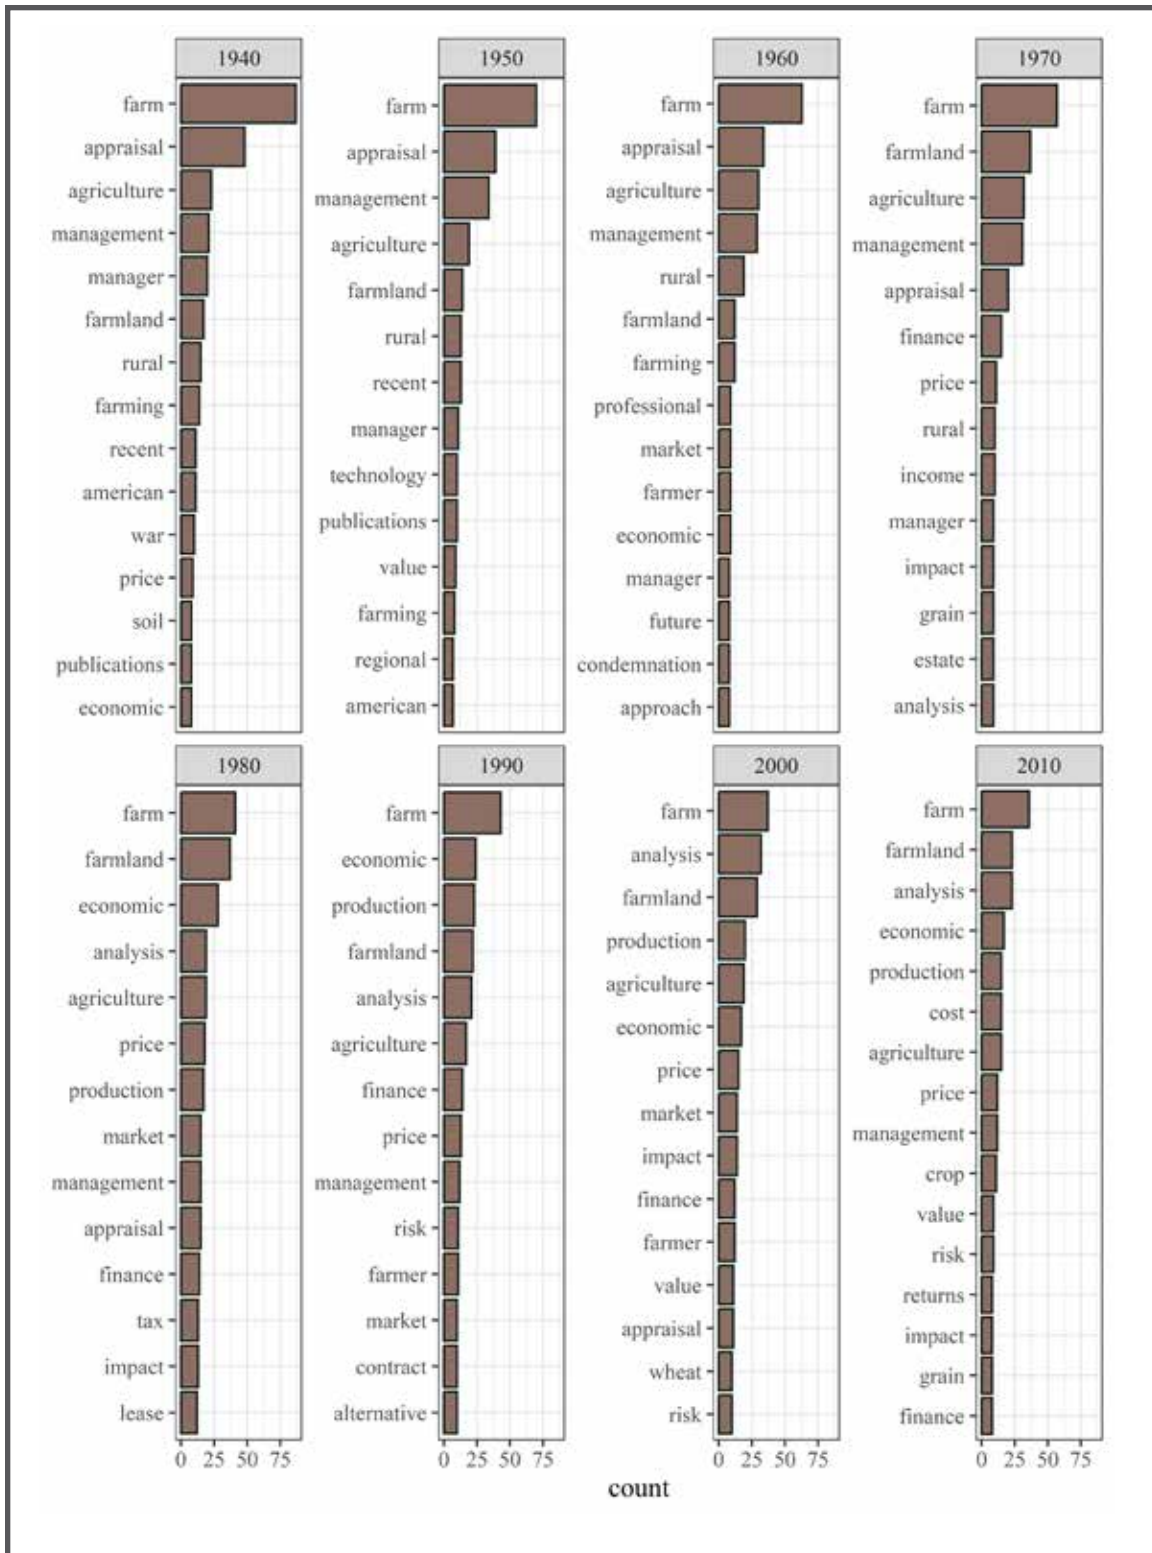 1940
farm
appraisal
agriculture
management
manager
farmland
rural
farming
recent
american
war
price
soil
publications
economic
1950
farm
appraisal
management
agriculture
farmland
rural
recent
manager
technology
publications
value
farming
regional
american
1960
farm
appraisal
agriculture
management
rural
farmland
farming
professional
market
farmer
economic
manager
future
condemnation
approach
1970
farm
farmland
agriculture
management
appraisal
finance
price
rural
income
manager
impact
grain
estate
analysis
1980
farm
farmland
economic
analysis
agriculture
price
production
market
management
appraisal
finance
tax
impact
lease
0 25 50 75
1990
farm
economic
production
farmland
analysis
agriculture
finance
price
management
risk
farmer
market
contract
alternative
0 25 50 75
2000
farm
analysis
farmland
production
agriculture
economic
price
market
impact
finance
farmer
value
appraisal
wheat
risk
0 25 50 75
2010
farm
farmland
analysis
economic
production
cost
agriculture
price
management
crop
value
risk
returns
impact
grain
finance
0 25 50 75
count